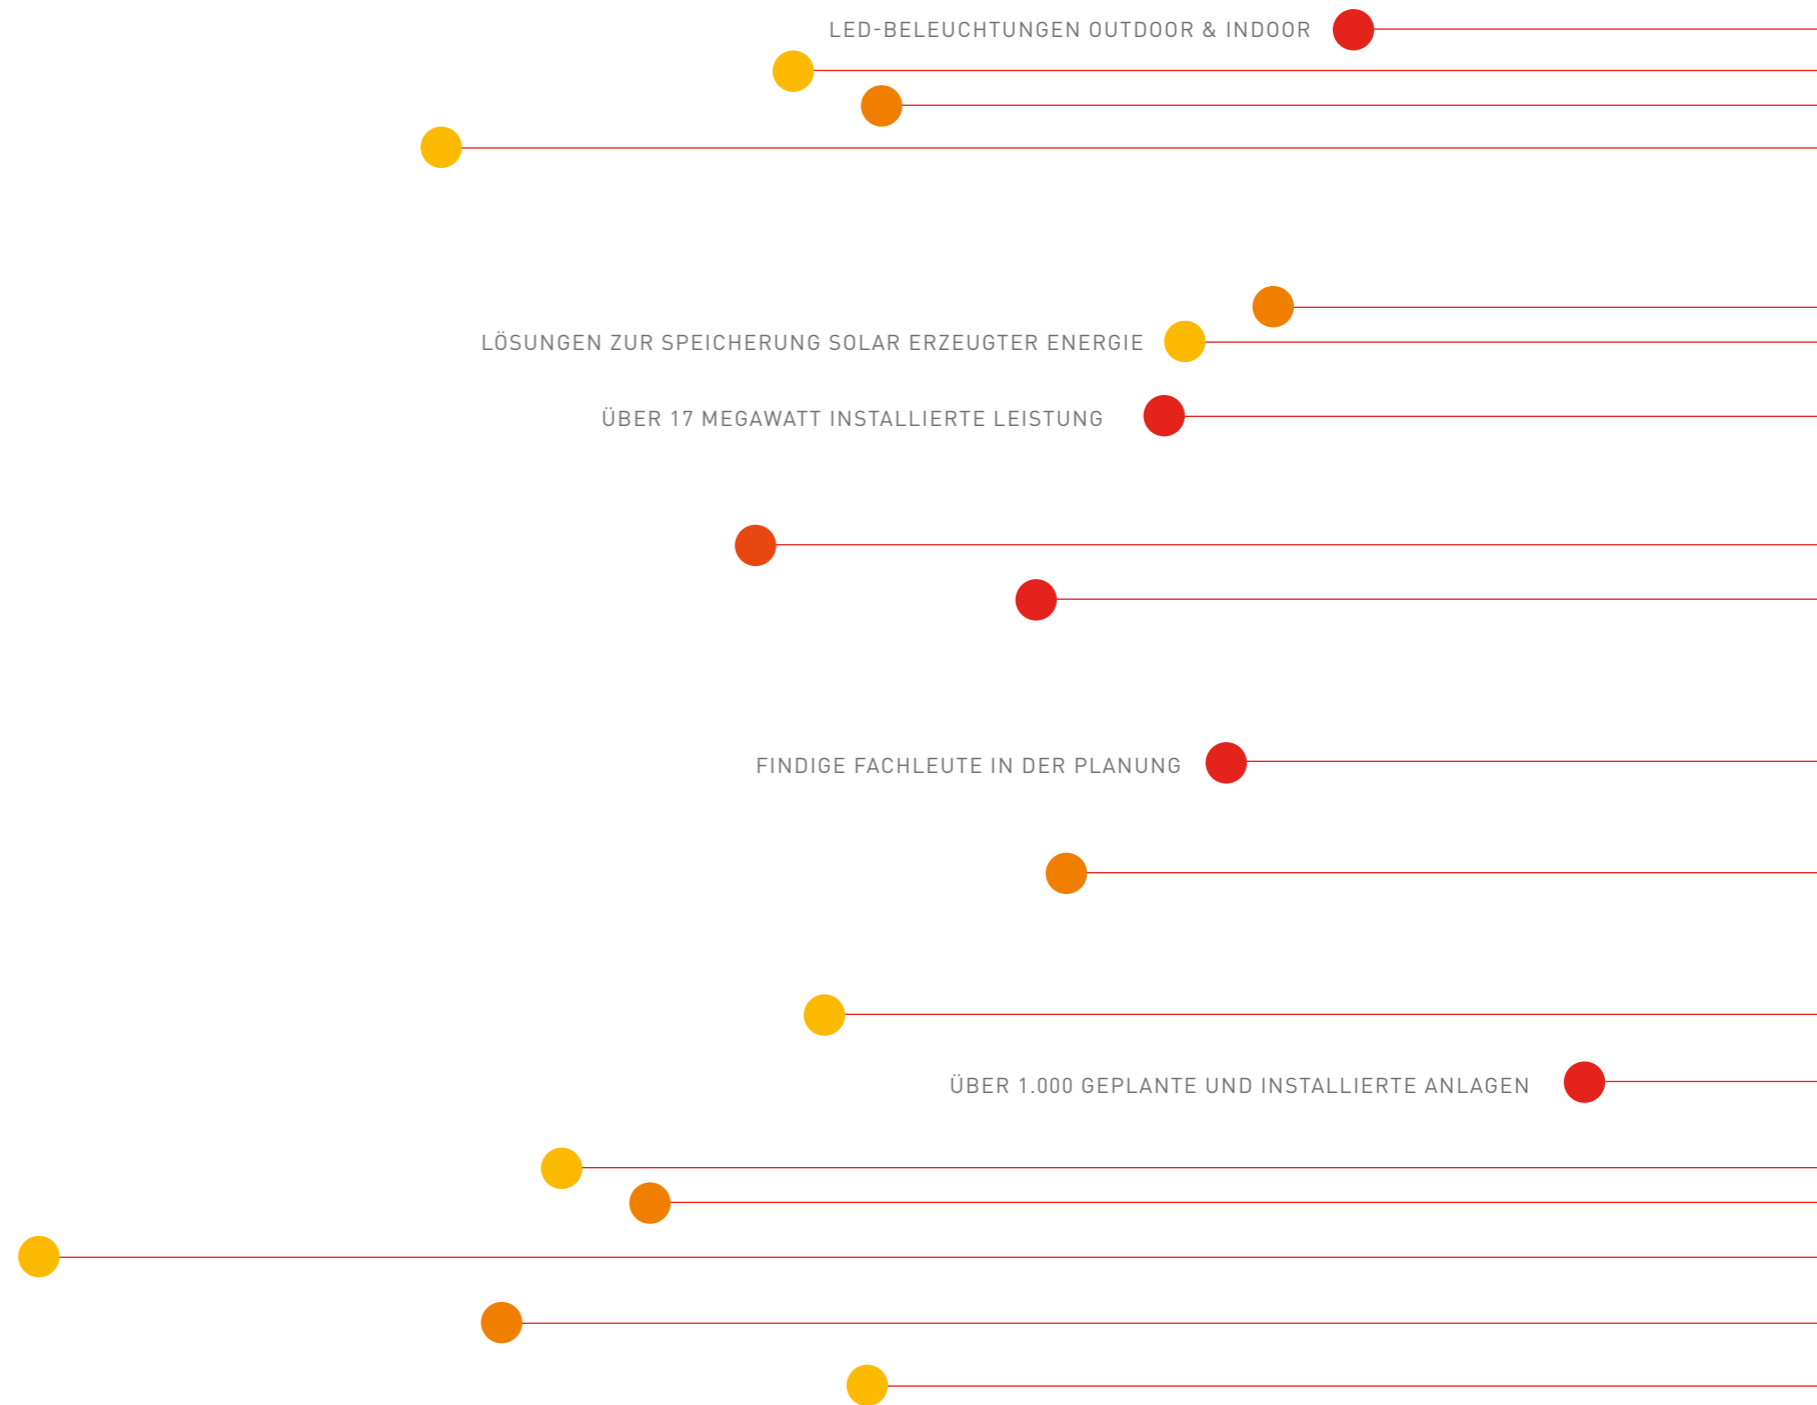 LED-BELEUCHTUNGEN OUTDOOR & INDOOR
LÖSUNGEN ZUR SPEICHERUNG SOLAR ERZEUGTER ENERGIE
ÜBER 17 MEGAWATT INSTALLIERTE LEISTUNG
FINDIGE FACHLEUTE IN DER PLANUNG
ÜBER 1.000 GEPLANTE UND INSTALLIERTE ANLAGEN